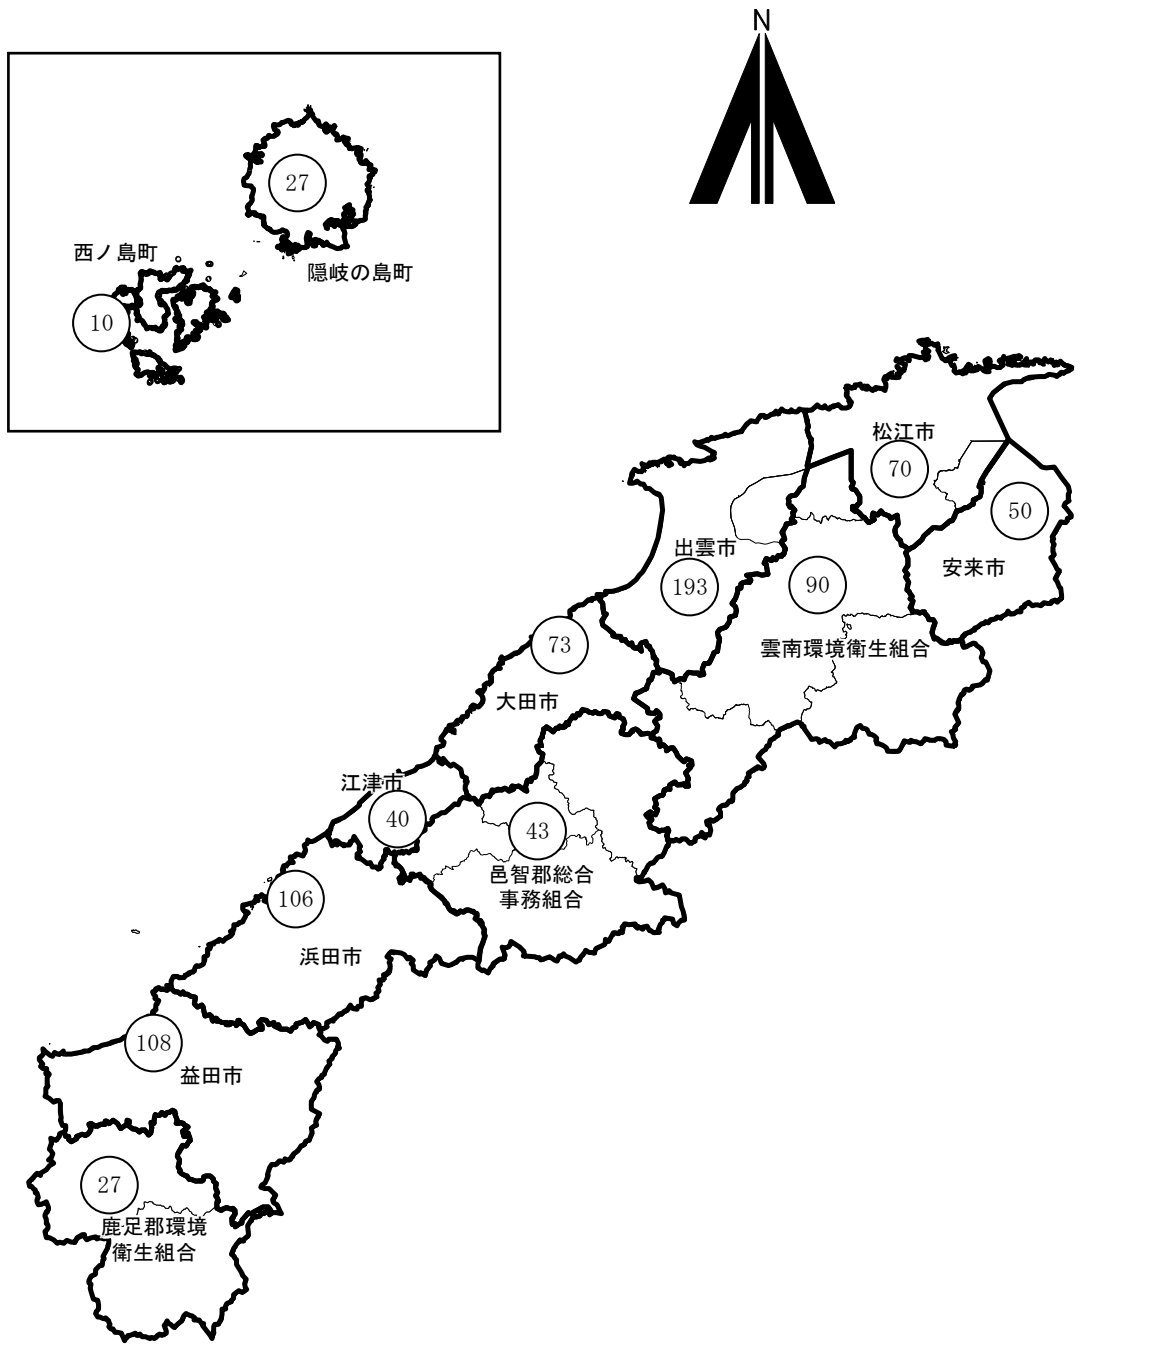 N
27
西ノ島町
隠岐の島町
10
松江市
70
50
出雲市
安来市
193
90
73
雲南環境衛生組合
大田市
江津市
40
43
邑智郡総合
事務組合
106
浜田市
108
益田市
27
鹿足郡環境
衛生組合